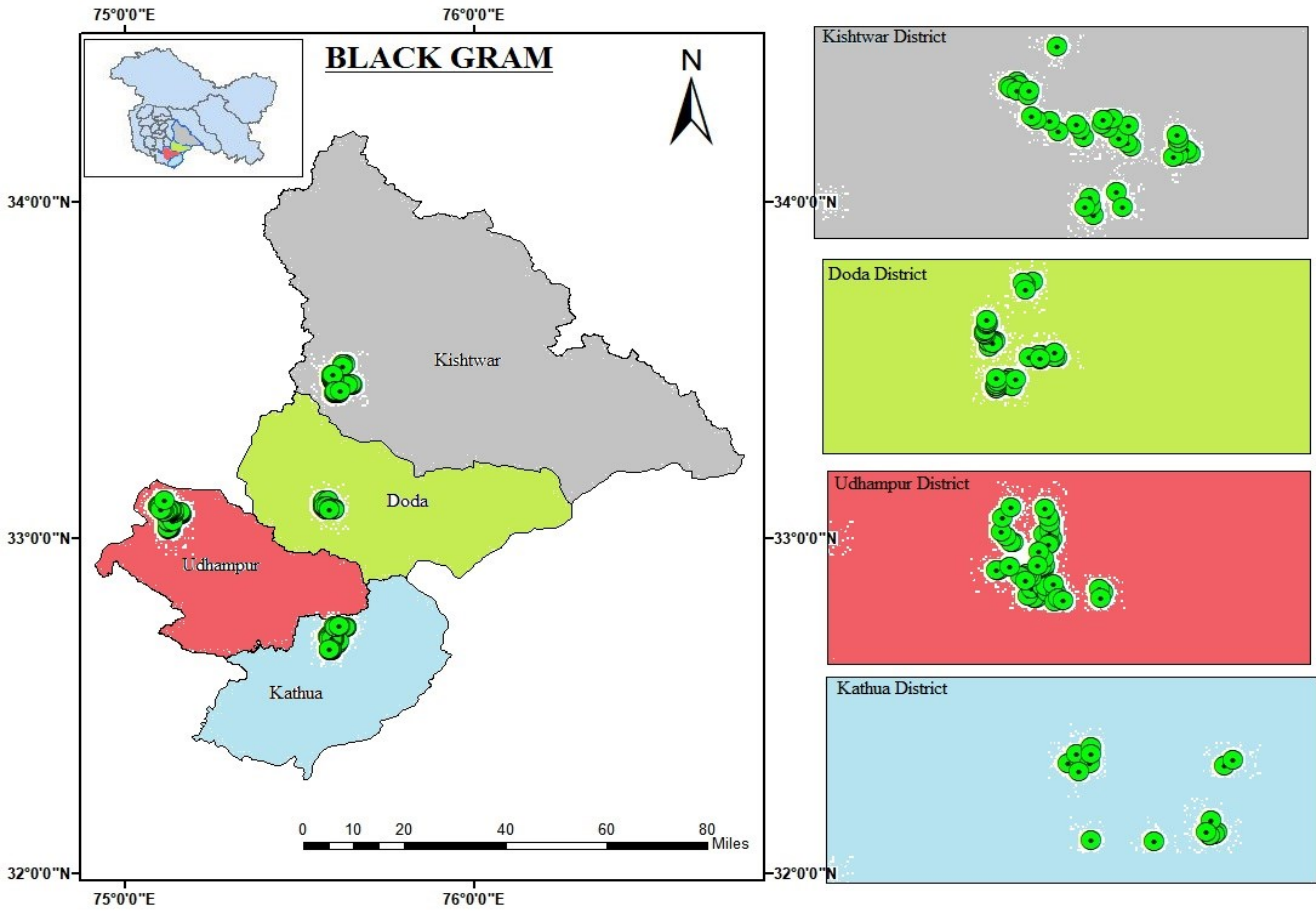 75°0'0"E
76°0'0"E
BLACK GRAM
N
34°0'0"N
34°0'0"N
33°0'0"N
33°0'0"N
32°0'0"N
32°0'0"N
Kishtwar
Doda
Udhampur
Kathua
0 10 20 40 60 80
Miles
75°0'0"E
76°0'0"E
Kishtwar District
Doda District
Udhampur District
Kathua District